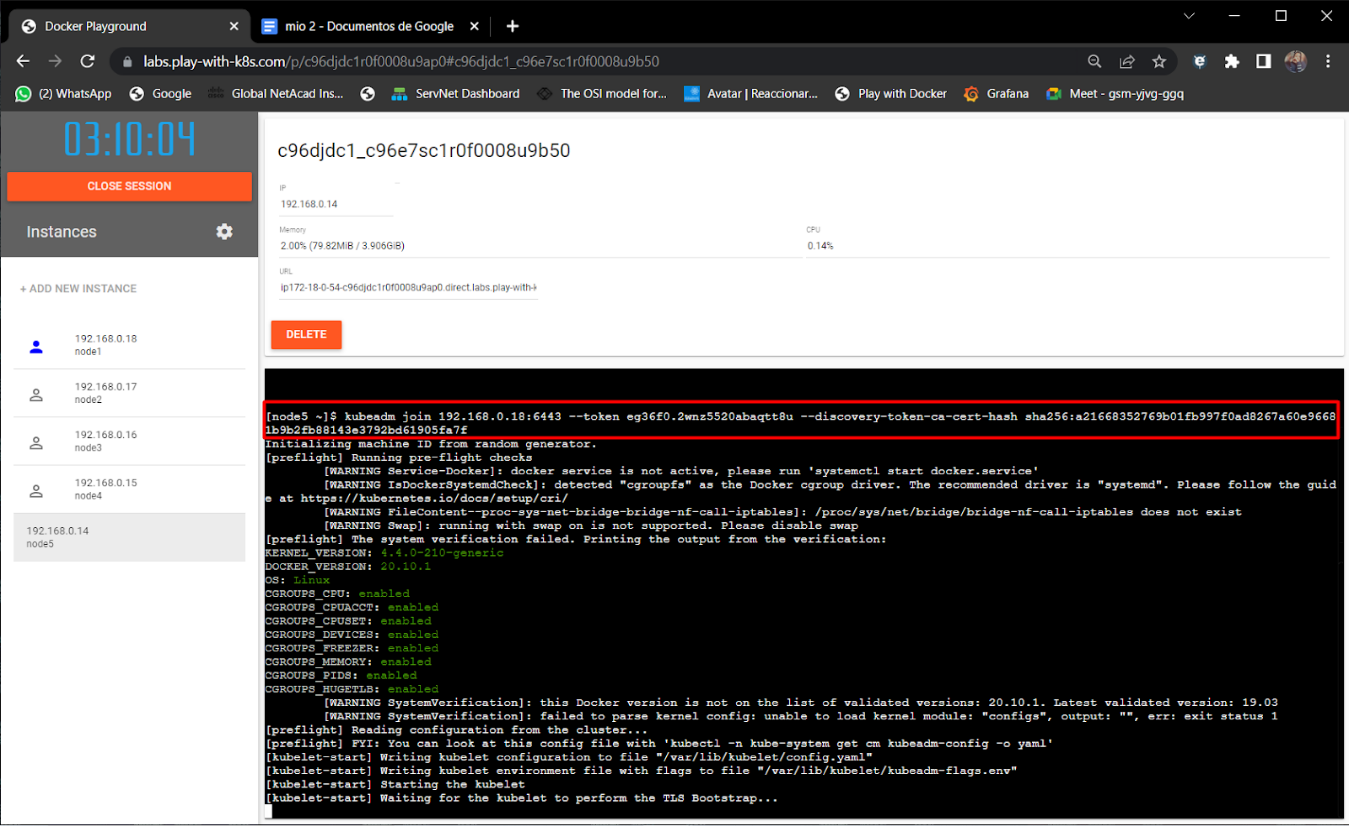 Docker Playground
mio 2 - Documentos de Google
labs.play-with-k8s.com/p/c96djdc1r0f0008u9ap0#c96djdc1_c96e7sc1r0f0008u9b50
(2) WhatsApp
Google
Global NetAcad Ins...
ServNet Dashboard
The OSI model for...
Avatar | Reaccionar...
Play with Docker
Grafana
Meet - gsm-yjvg-ggq
03:10:04
CLOSE SESSION
Instances
+ ADD NEW INSTANCE
192.168.0.18
node1
192.168.0.17
node2
192.168.0.16
node3
192.168.0.15
node4
192.168.0.14
node5
c96djdc1_c96e7sc1r0f0008u9b50
IP
192.168.0.14
Memory
2.00% (79.82MiB / 3.906GiB)
CPU
0.14%
URL
ip172-18-0-54-c96djdc1r0f0008u9ap0.direct.labs.play-with-k
DELETE
[node5 ~]$ kubeadm join 192.168.0.18:6443 --token eg36f0.2wnz5520abaqtt8u --discovery-token-ca-cert-hash sha256:a21668352769b01fb997f0ad8267a60e9668
1b9b2fb88143e3792bd61905fa7f
Initializing machine ID from random generator.
[preflight] Running pre-flight checks
[WARNING Service-Docker]: docker service is not active, please run 'systemctl start docker.service'
[WARNING IsDockerSystemdCheck]: detected "cgroupfs" as the Docker cgroup driver. The recommended driver is "systemd". Please follow the guid
e at https://kubernetes.io/docs/setup/cri/
[WARNING FileContent--proc-sys-net-bridge-bridge-nf-call-iptables]: /proc/sys/net/bridge/bridge-nf-call-iptables does not exist
[WARNING Swap]: running with swap on is not supported. Please disable swap
[preflight] The system verification failed. Printing the output from the verification:
KERNEL_VERSION: 4.4.0-210-generic
DOCKER_VERSION: 20.10.1
OS: Linux
CGROUPS_CPU: enabled
CGROUPS_CPUACCT: enabled
CGROUPS_CPUSET: enabled
CGROUPS_DEVICES: enabled
CGROUPS_FREEZER: enabled
CGROUPS_MEMORY: enabled
CGROUPS_PIDS: enabled
CGROUPS_HUGETLB: enabled
[WARNING SystemVerification]: this Docker version is not on the list of validated versions: 20.10.1. Latest validated version: 19.03
[WARNING SystemVerification]: failed to parse kernel config: unable to load kernel module: "configs", output: "", err: exit status 1
[preflight] Reading configuration from the cluster...
[preflight] FYI: You can look at this config file with 'kubectl -n kube-system get cm kubeadm-config -o yaml'
[kubelet-start] Writing kubelet configuration to file "/var/lib/kubelet/config.yaml"
[kubelet-start] Writing kubelet environment file with flags to file "/var/lib/kubelet/kubeadm-flags.env"
[kubelet-start] Starting the kubelet
[kubelet-start] Waiting for the kubelet to perform the TLS Bootstrap...